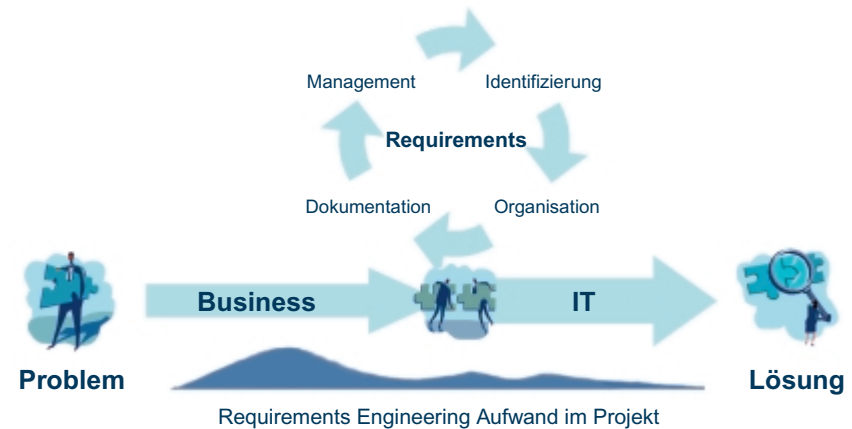 Management
Identifizierung
Requirements
Dokumentation
Organisation
Business
IT
Problem
Lösung
Requirements Engineering Aufwand im Projekt